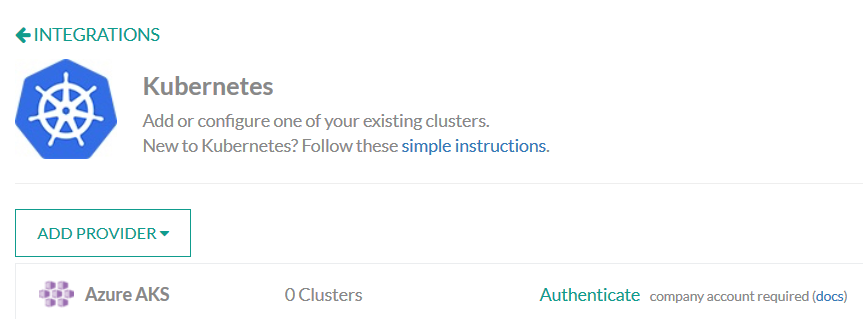 INTEGRATIONS
Kubernetes
Add or configure one of your existing clusters.
New to Kubernetes? Follow these simple instructions.
ADD PROVIDER
Azure AKS 0 Clusters Authenticate company account required (docs)